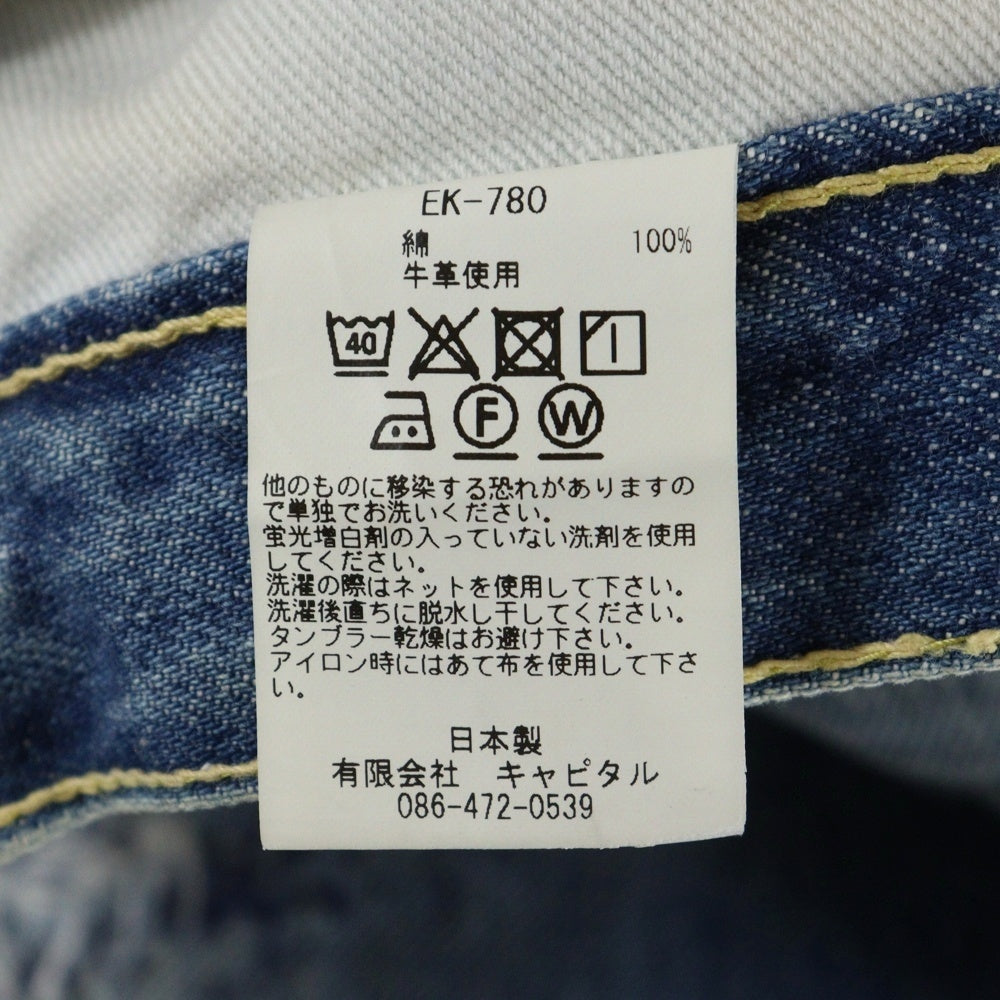 EK-780
綿 100%
牛革使用
40
F W
他のものに移染する恐れがありますの
で単独でお洗いください。
蛍光増白剤の入っていない洗剤を使用
してください。
洗濯の際はネットを使用して下さい。
洗濯後直ちに脱水し干してください。
タンブラー乾燥はお避け下さい。
アイロン時にはあて布を使用して下さ
い。
日本製
有限会社 キャピタル
086-472-0539